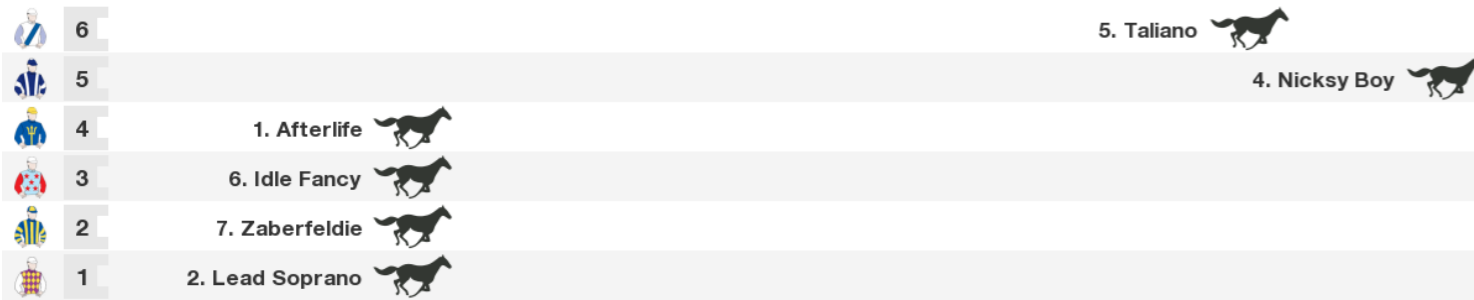 6 5. Taliano
5 4. Nicksy Boy
4 1. Afterlife
3 6. Idle Fancy
2 7. Zaberfeldie
1 2. Lead Soprano